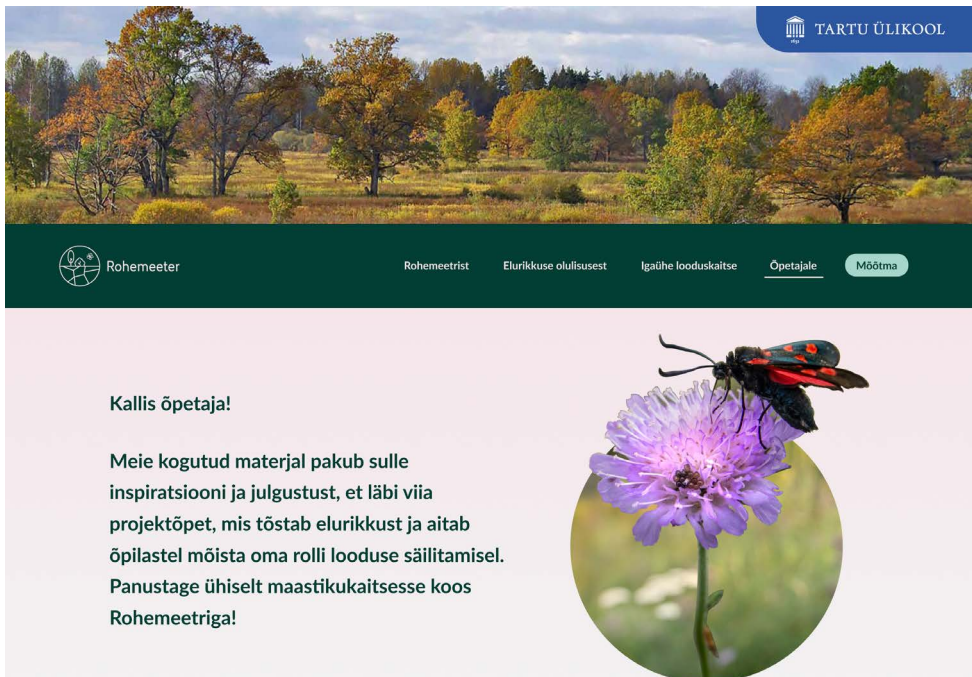 TARTU ÜLIKOOL
1632
Rohemeeter
Rohemeetrist
Elurikkuse olulisusest
Igaühe looduskaitse
Õpetajale
Mõõtma
Kallis õpetaja!
Meie kogutud materjal pakub sulle
inspiratsiooni ja julgustust, et läbi viia
projektõpet, mis tõstab elurikkust ja aitab
õpilastel mõista oma rolli looduse säilitamisel.
Panustage ühiselt maastikukaitsesse koos
Rohemeetriga!